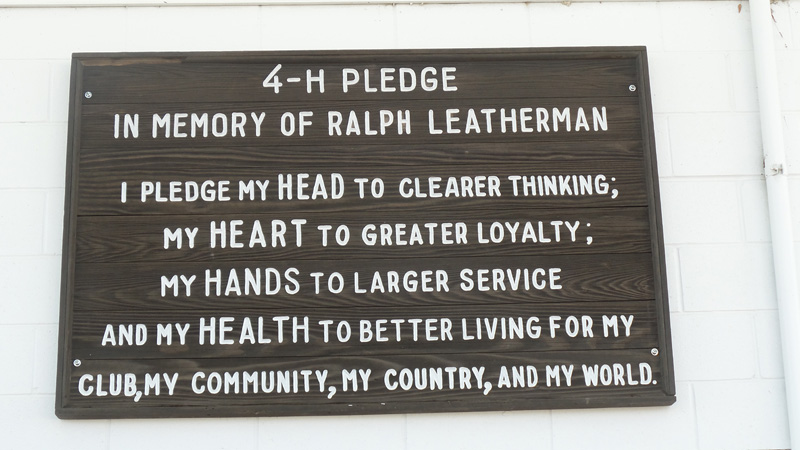 4-H PLEDGE
IN MEMORY OF RALPH LEATHERMAN
I PLEDGE MY HEAD TO CLEARER THINKING;
MY HEART TO GREATER LOYALTY;
MY HANDS TO LARGER SERVICE
AND MY HEALTH TO BETTER LIVING FOR MY
CLUB, MY COMMUNITY, MY COUNTRY, AND MY WORLD.